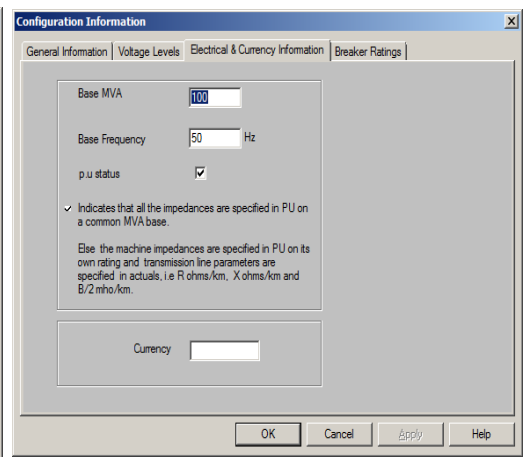 Configuration Information
General Information Voltage Levels Electrical & Currency Information Breaker Ratings
Base MVA 100
Base Frequency 50 Hz
p.u status
Indicates that all the impedances are specified in PU on
a common MVA base.
Else the machine impedances are specified in PU on its
own rating and transmission line parameters are
specified in actuals, i.e R ohms/km, X ohms/km and
B/2 mho/km.
Currency
OK Cancel Apply Help